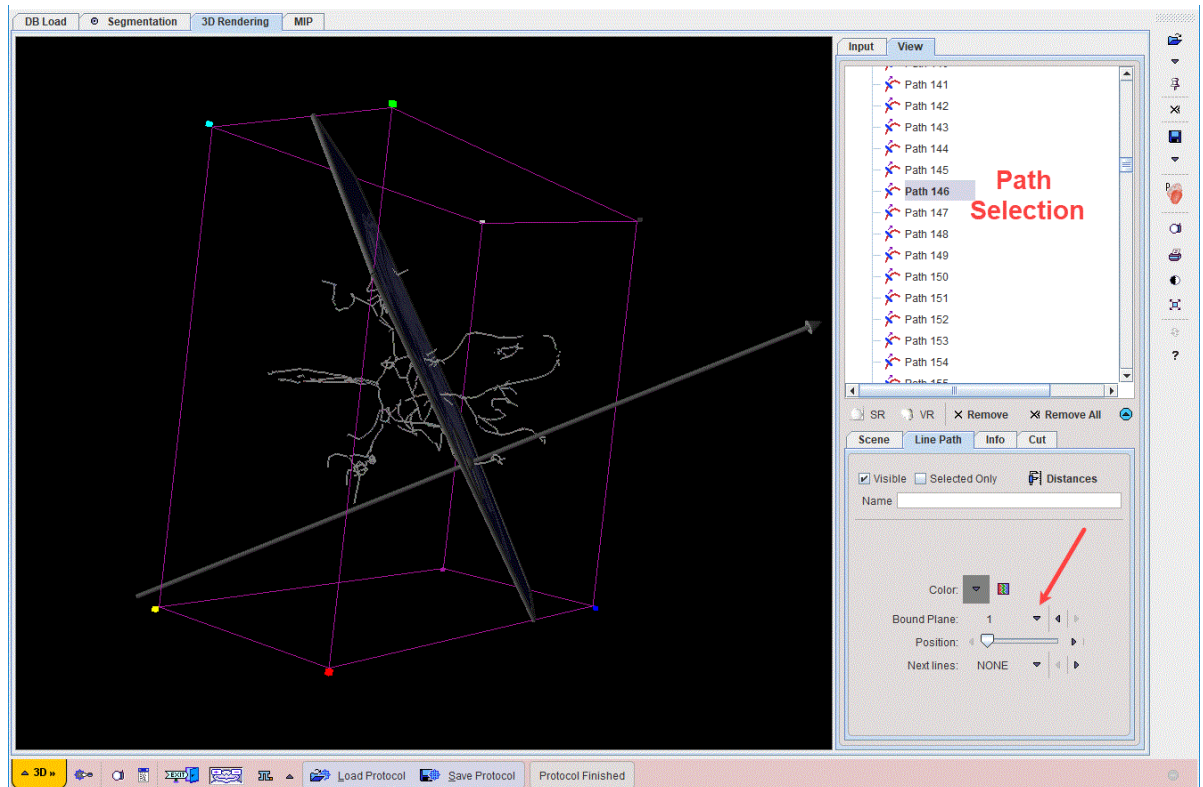 DB Load
Segmentation
3D Rendering
MIP
Input
View
Path 141
Path 142
Path 143
Path 144
Path 145
Path 146
Path 147
Path 148
Path 149
Path 150
Path 151
Path 152
Path 153
Path 154
Path 155
Path
Selection
SR
VR
Remove
Remove All
Scene
Line Path
Info
Cut
Visible
Selected Only
Distances
Name
Color:
Bound Plane:
1
Position:
Next lines:
NONE
3D »
EXIT
Load Protocol
Save Protocol
Protocol Finished
?